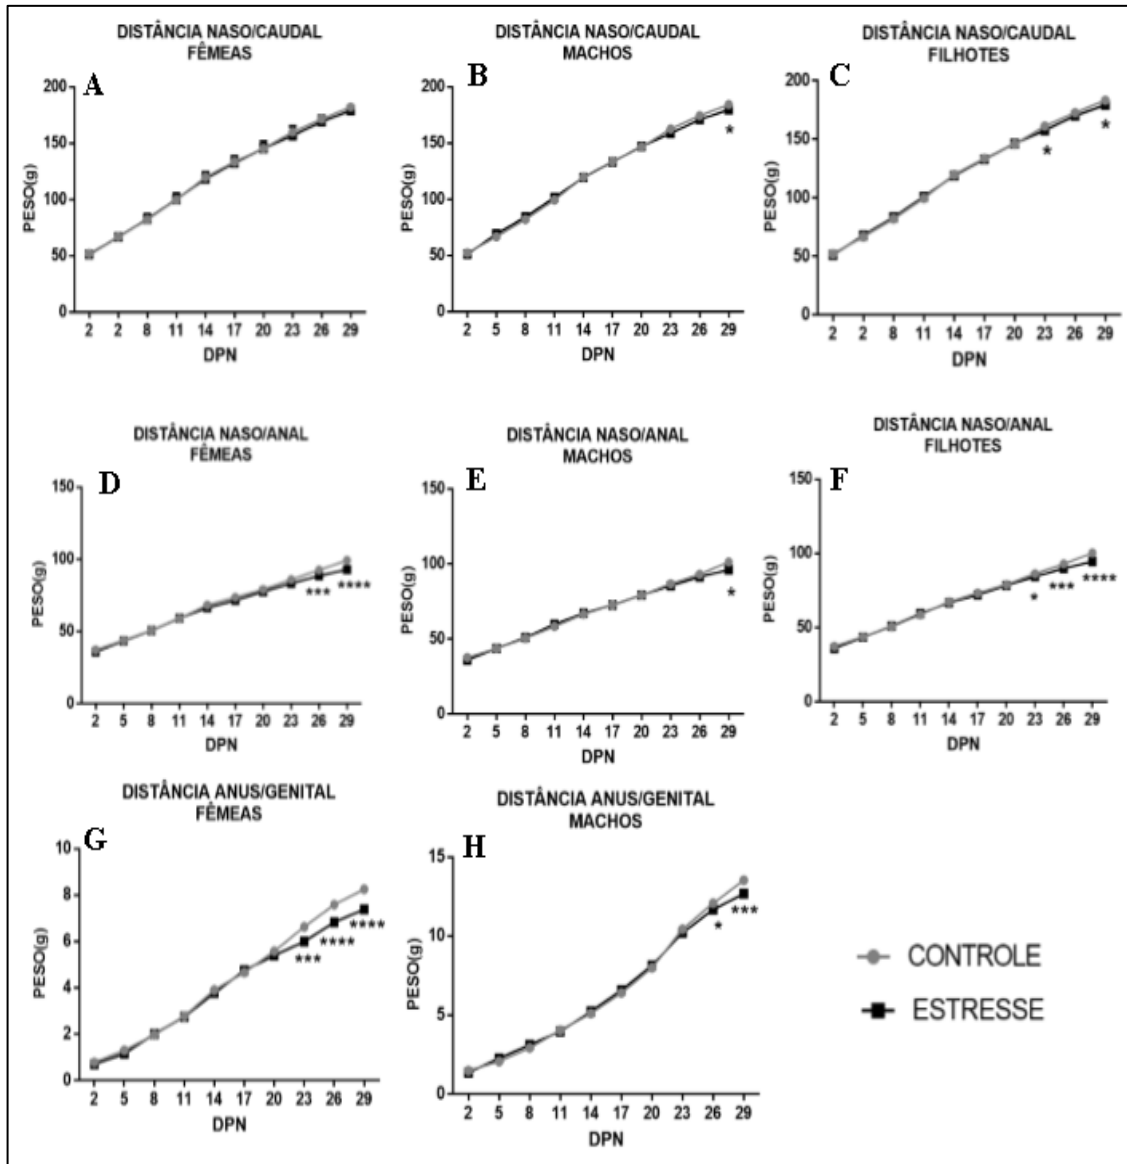 DISTÂNCIA NASO/CAUDAL
FÊMEAS
A
PESO(g)
200
150
100
50
0
2 2 8 11 14 17 20 23 26 29
DPN
DISTÂNCIA NASO/CAUDAL
MACHOS
B
PESO(g)
200
150
100
50
0
*
2 5 8 11 14 17 20 23 26 29
DPN
DISTÂNCIA NASO/CAUDAL
FILHOTES
C
PESO(g)
200
150
100
50
0
* *
2 2 8 11 14 17 20 23 26 29
DPN
DISTÂNCIA NASO/ANAL
FÊMEAS
D
PESO(g)
150
100
50
0
*** ****
2 5 8 11 14 17 20 23 26 29
DPN
DISTÂNCIA NASO/ANAL
MACHOS
E
PESO(g)
150
100
50
0
*
2 5 8 11 14 17 20 23 26 29
DPN
DISTÂNCIA NASO/ANAL
FILHOTES
F
PESO(g)
150
100
50
0
* *** ****
2 5 8 11 14 17 20 23 26 29
DPN
DISTÂNCIA ANUS/GENITAL
FÊMEAS
G
PESO(g)
10
8
6
4
2
0
*** **** ****
2 5 8 11 14 17 20 23 26 29
DPN
DISTÂNCIA ANUS/GENITAL
MACHOS
H
PESO(g)
15
10
5
0
* ***
2 5 8 11 14 17 20 23 26 29
DPN
CONTROLE
ESTRESSE